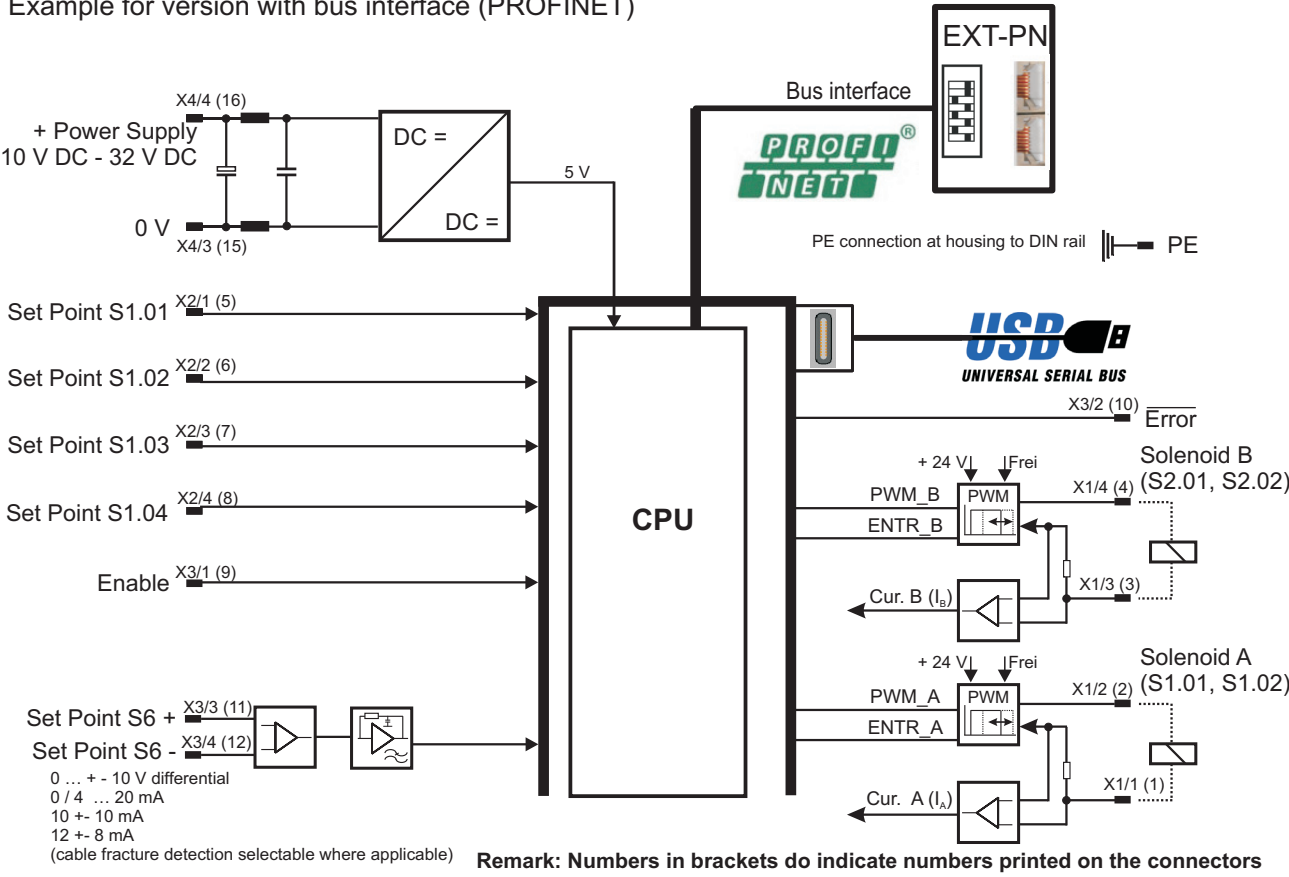 Example for version with bus interface (PROFINET)
EXT-PN
Bus interface
PROFI
NET
®
X4/4 (16)
+ Power Supply
10 V DC - 32 V DC
0 V
X4/3 (15)
DC =
DC =
5 V
PE connection at housing to DIN rail
PE
Set Point S1.01
X2/1 (5)
Set Point S1.02
X2/2 (6)
Set Point S1.03
X2/3 (7)
Set Point S1.04
X2/4 (8)
Enable
X3/1 (9)
CPU
USB
UNIVERSAL SERIAL BUS
X3/2 (10)
Error
+ 24 V
Frei
Solenoid B
(S2.01, S2.02)
PWM_B
ENTR_B
PWM
X1/4 (4)
X1/3 (3)
Cur. B (I_B)
+ 24 V
Frei
Solenoid A
(S1.01, S1.02)
PWM_A
ENTR_A
PWM
X1/2 (2)
X1/1 (1)
Cur. A (I_A)
Set Point S6 +
X3/3 (11)
Set Point S6 -
X3/4 (12)
0 ... + - 10 V differential
0 / 4 ... 20 mA
10 +- 10 mA
12 +- 8 mA
(cable fracture detection selectable where applicable)
Remark: Numbers in brackets do indicate numbers printed on the connectors